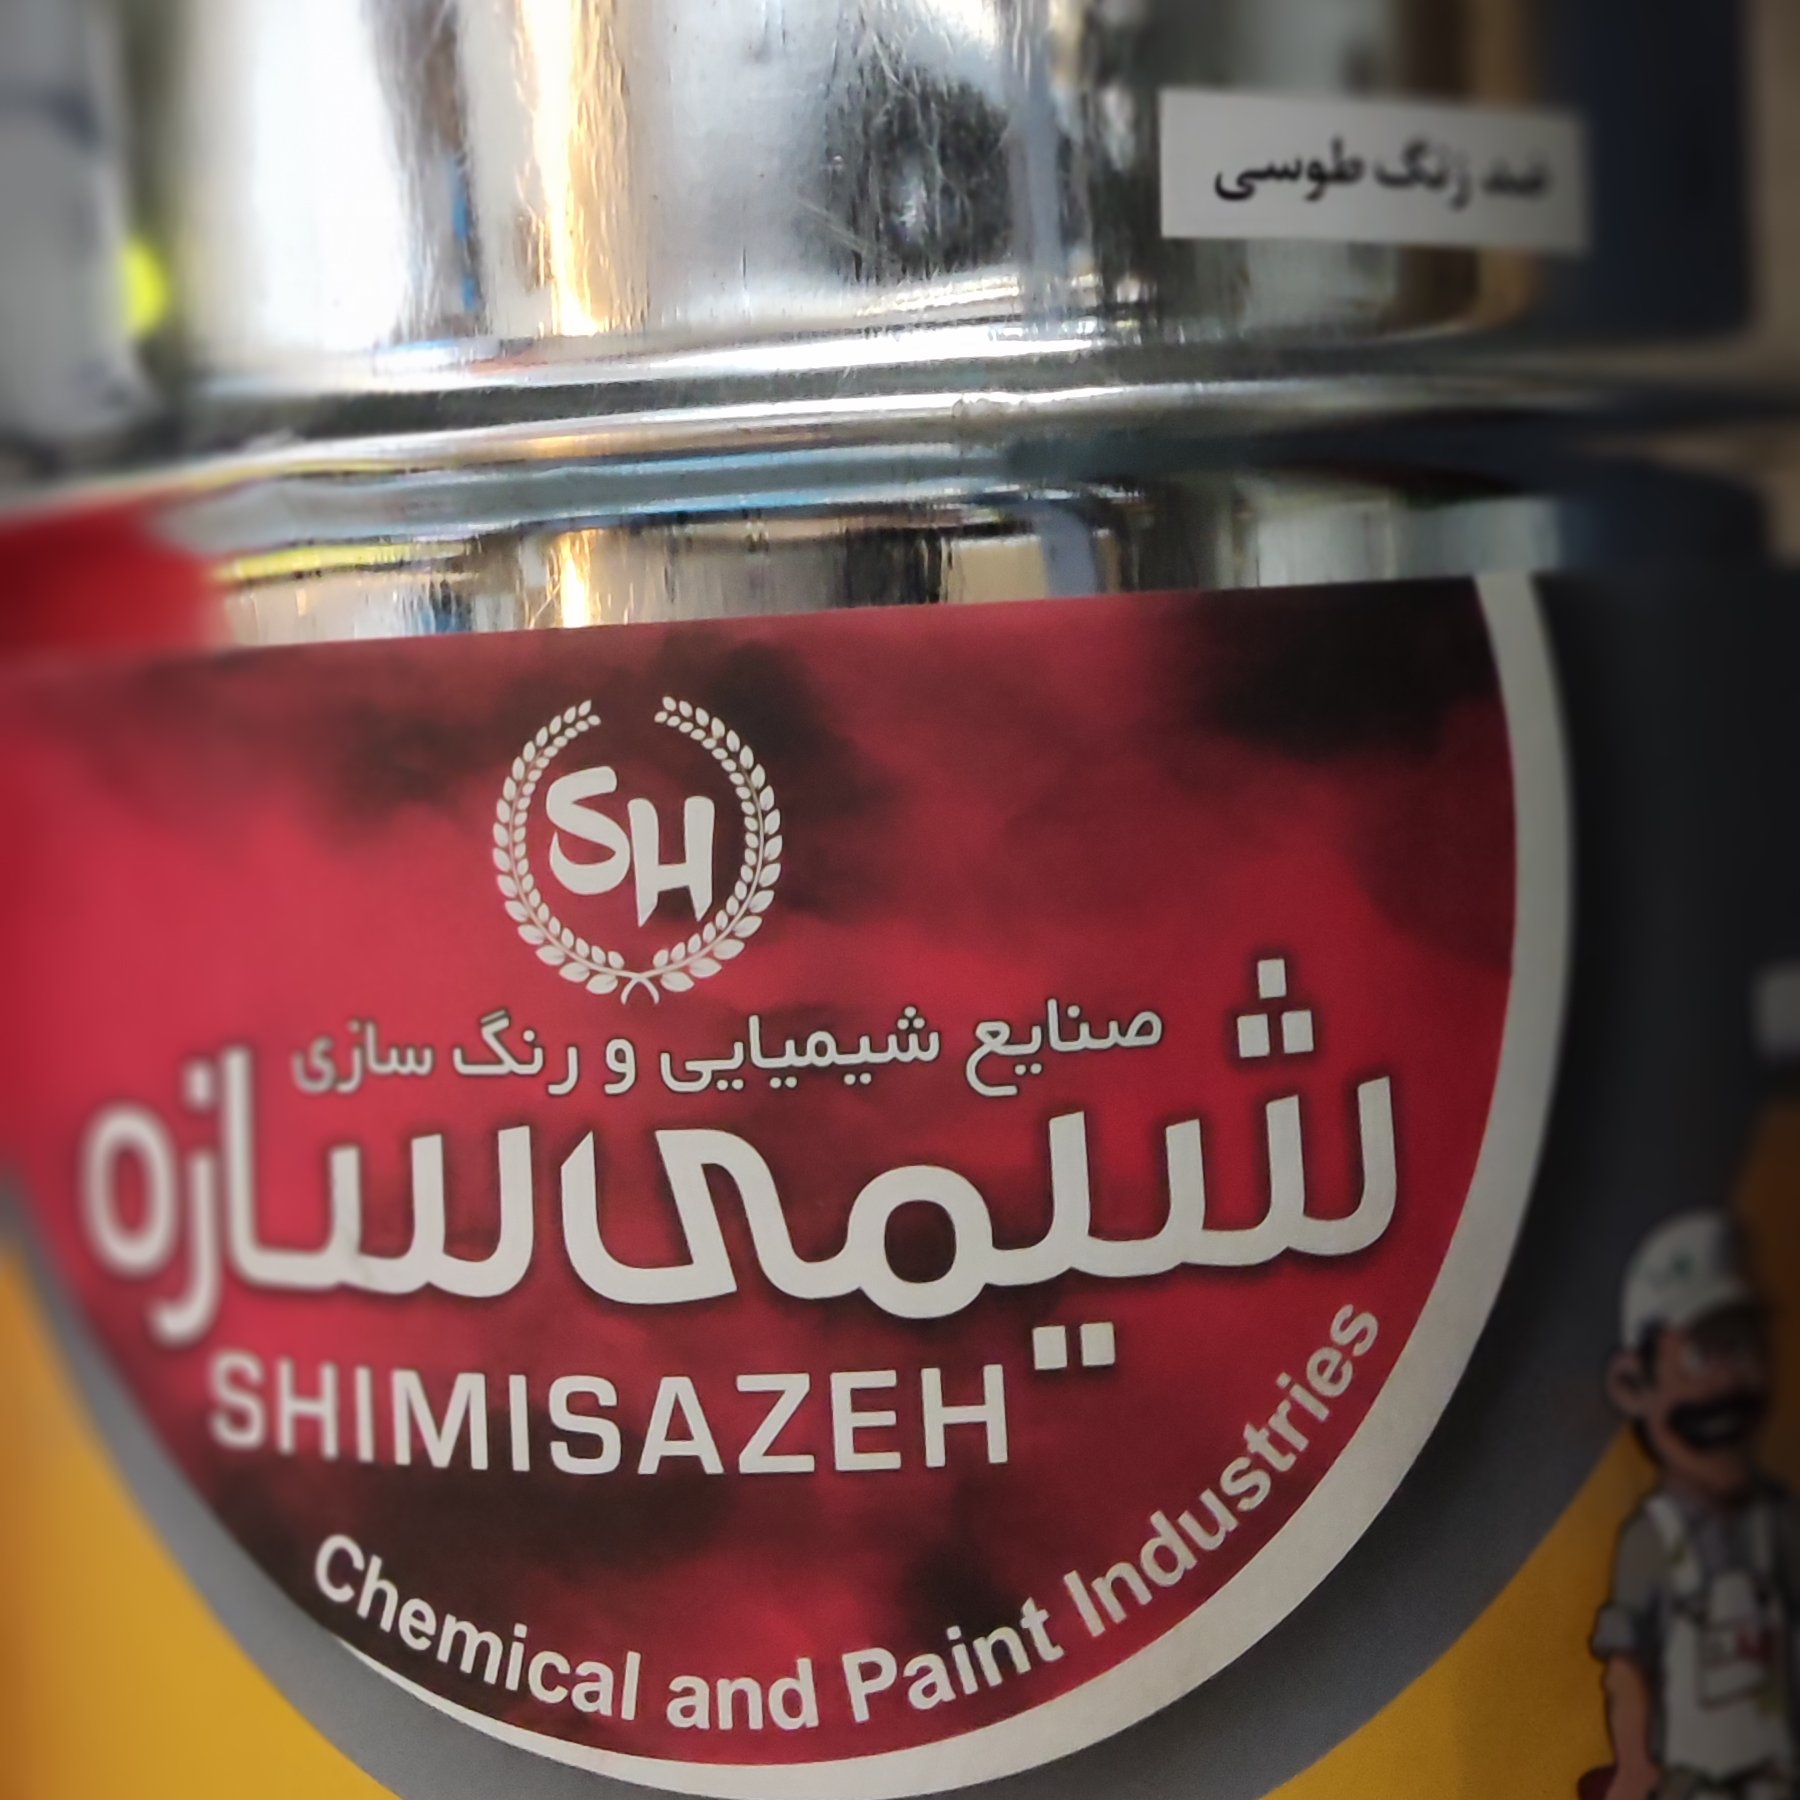 ضد زنگ طوسی
SH
صنایع شیمیایی و رنگ سازی
شیمی سازه
SHIMISAZEH
Chemical and Paint Industries